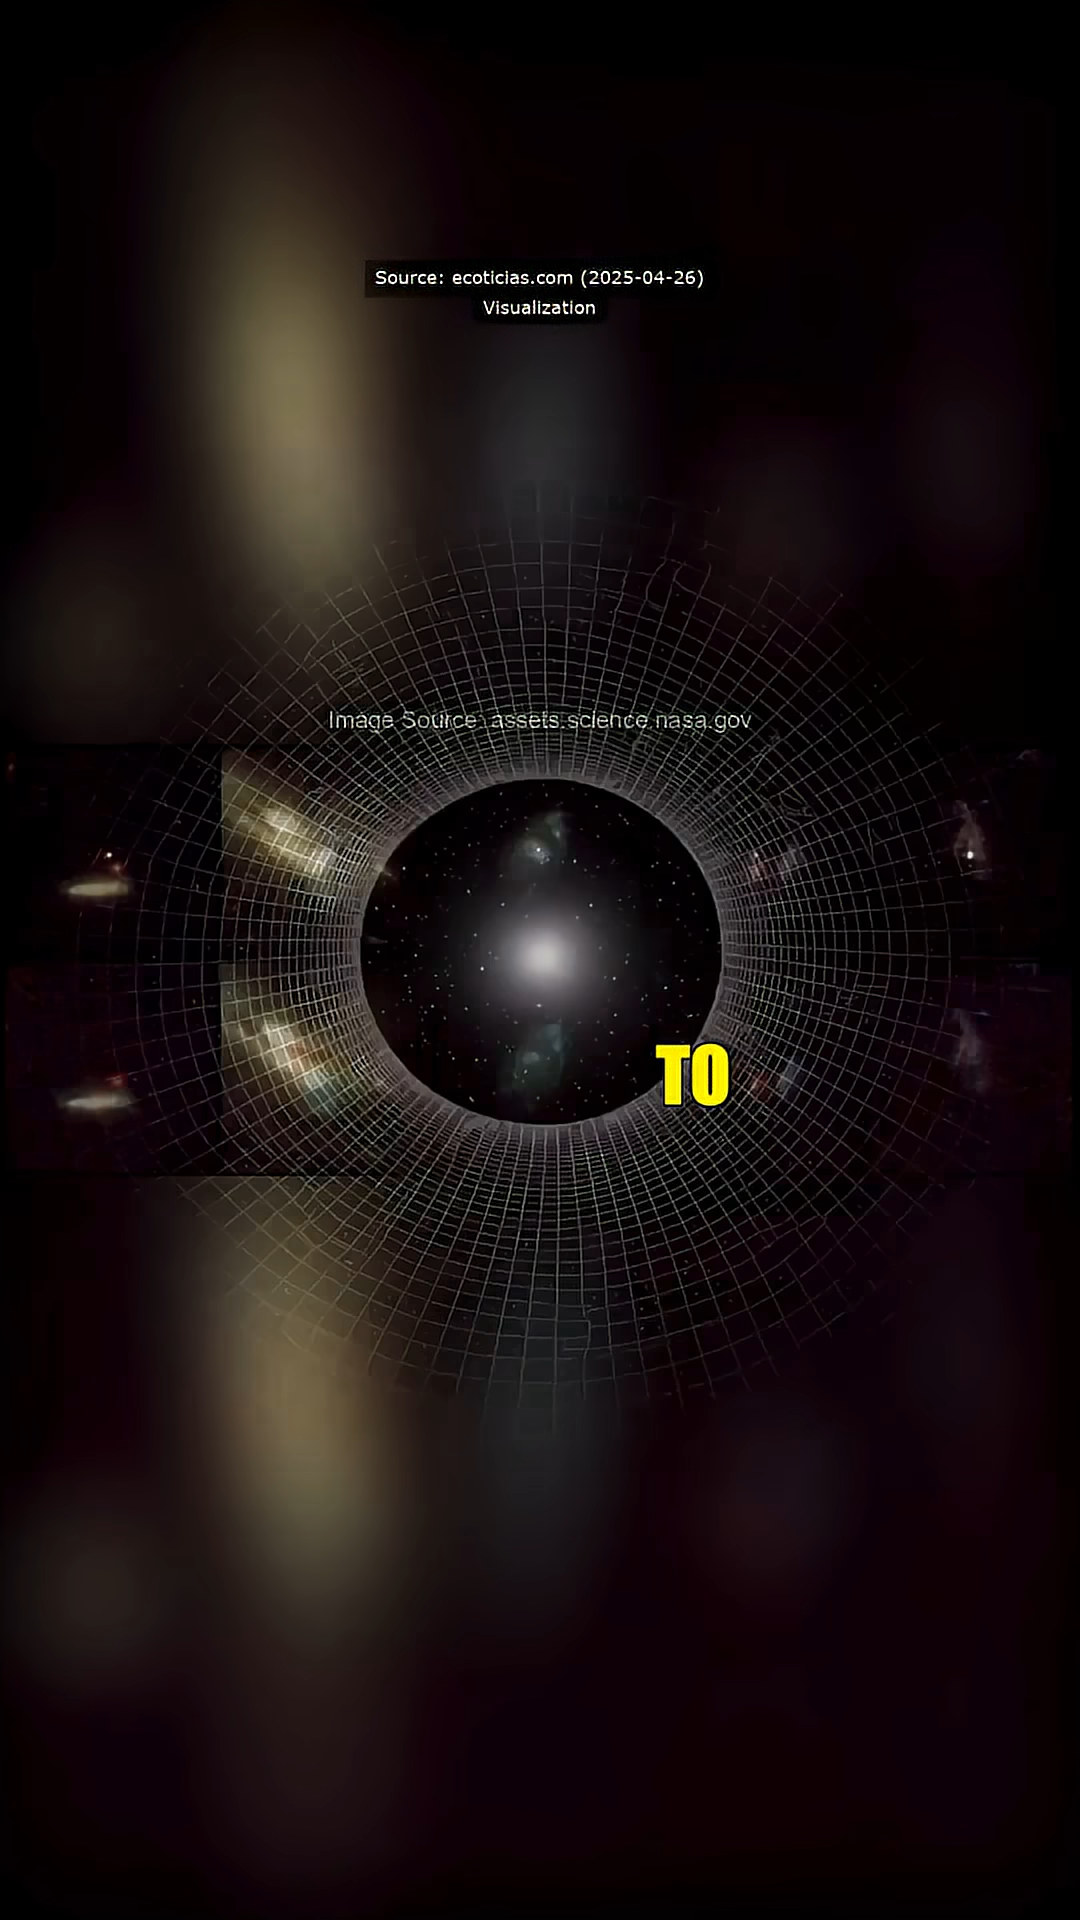 Source: ecoticias.com (2025-04-26)
Visualization
Image Source: assets.science.nasa.gov
TO